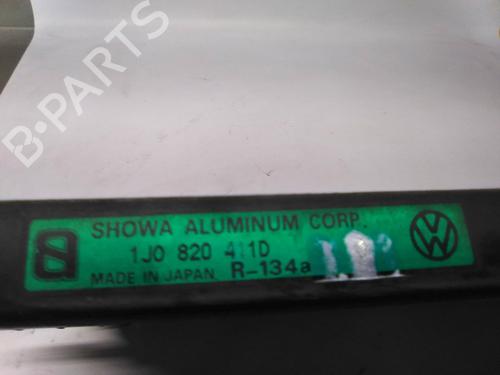 B-PARTS
SHOWA ALUMINUM CORP.
1J0 820 411D
MADE IN JAPAN R-134a